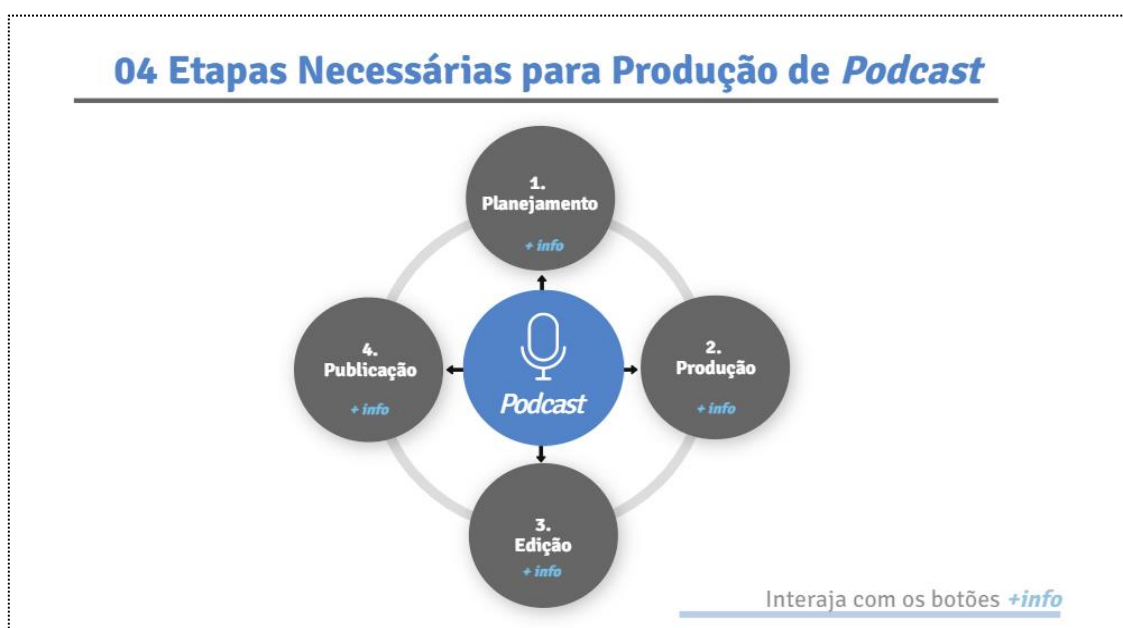 04 Etapas Necessárias para Produção de Podcast
1.
Planejamento
+ info
2.
Produção
+ info
3.
Edição
+ info
4.
Publicação
+ info
Podcast
Interaja com os botões +info